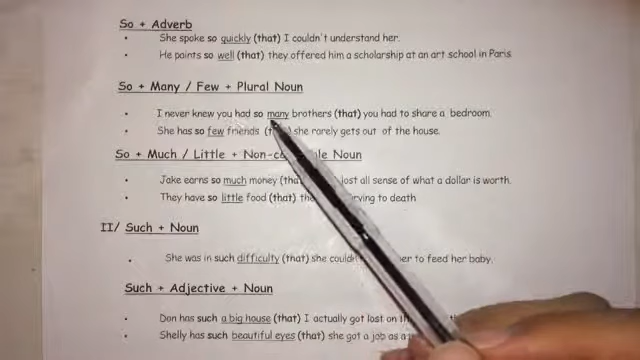 So + Adverb
• She spoke so quickly (that) I couldn't understand her.
• He paints so well (that) they offered him a scholarship at an art school in Paris.
So + Many / Few + Plural Noun
• I never knew you had so many brothers (that) you had to share a bedroom.
• She has so few friends she rarely gets out of the house.
So + Much / Little + Noun
• Jake earns so much money lost all sense of what a dollar is worth.
• They have so little food (that) to death
II/ Such + Noun
• She was in such difficulty (that) she to feed her baby.
Such + Adjective + Noun
• Don has such a big house (that) I actually got lost on
• Shelly has such beautiful eyes (that) she got a job as a